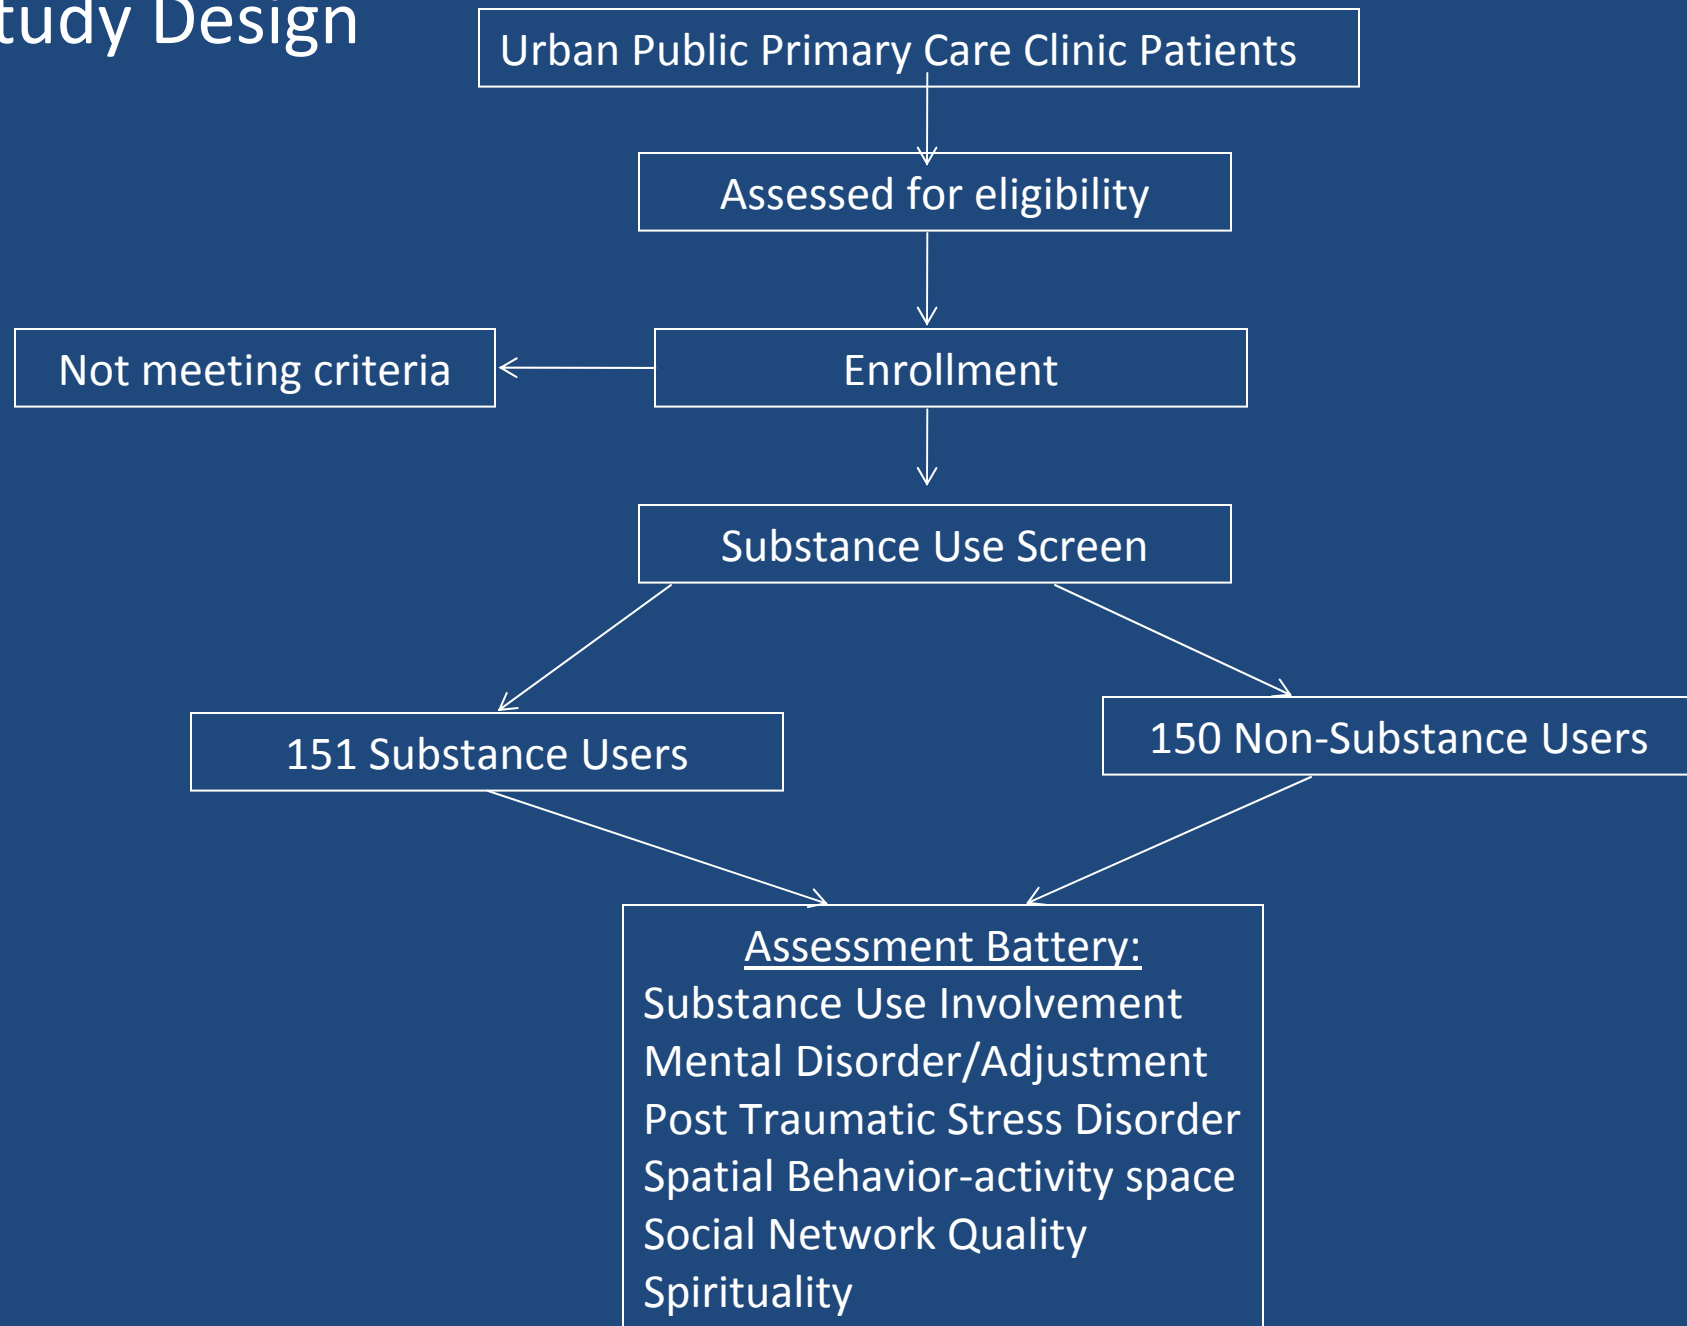 tudy Design
Urban Public Primary Care Clinic Patients
Assessed for eligibility
Not meeting criteria
Enrollment
Substance Use Screen
151 Substance Users
150 Non-Substance Users
Assessment Battery:
Substance Use Involvement
Mental Disorder/Adjustment
Post Traumatic Stress Disorder
Spatial Behavior-activity space
Social Network Quality
Spirituality